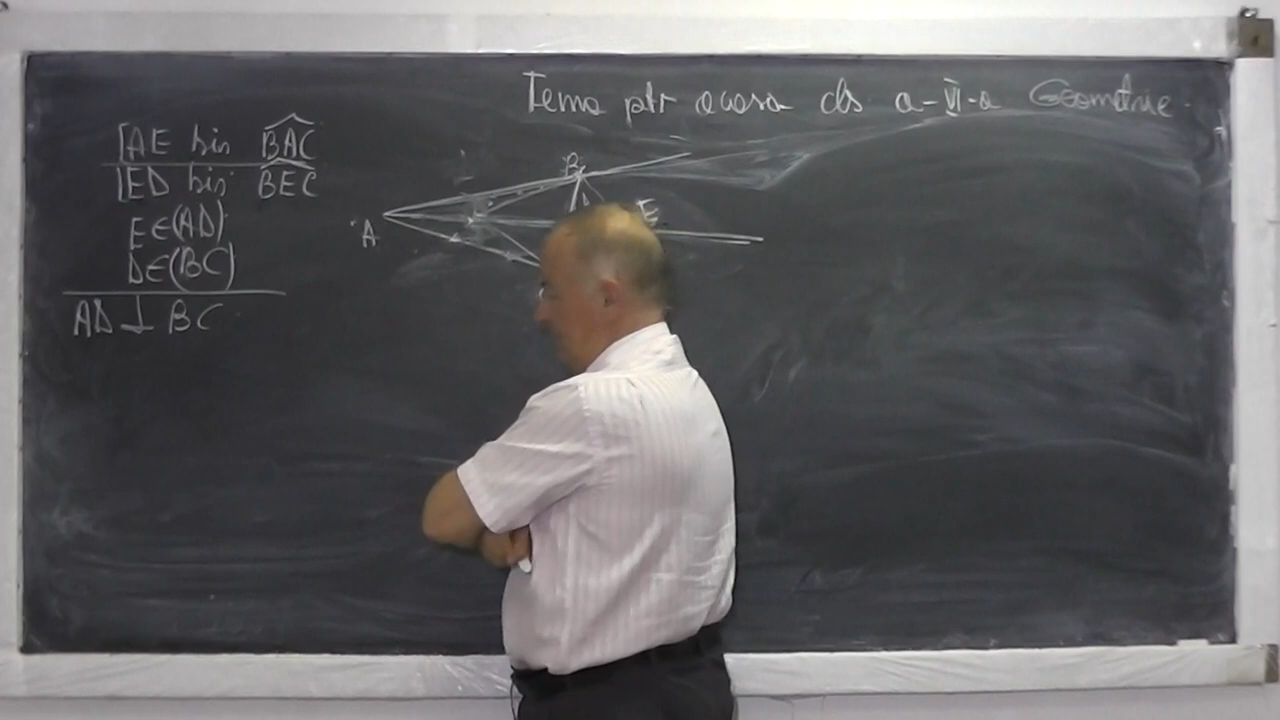 Tema ptr acasa cls a-VI-a Geometrie.
[AE bis BAC
[ED bis BEC
E∈(AD)
D∈(BC)
AD ⊥ BC
B
E
A